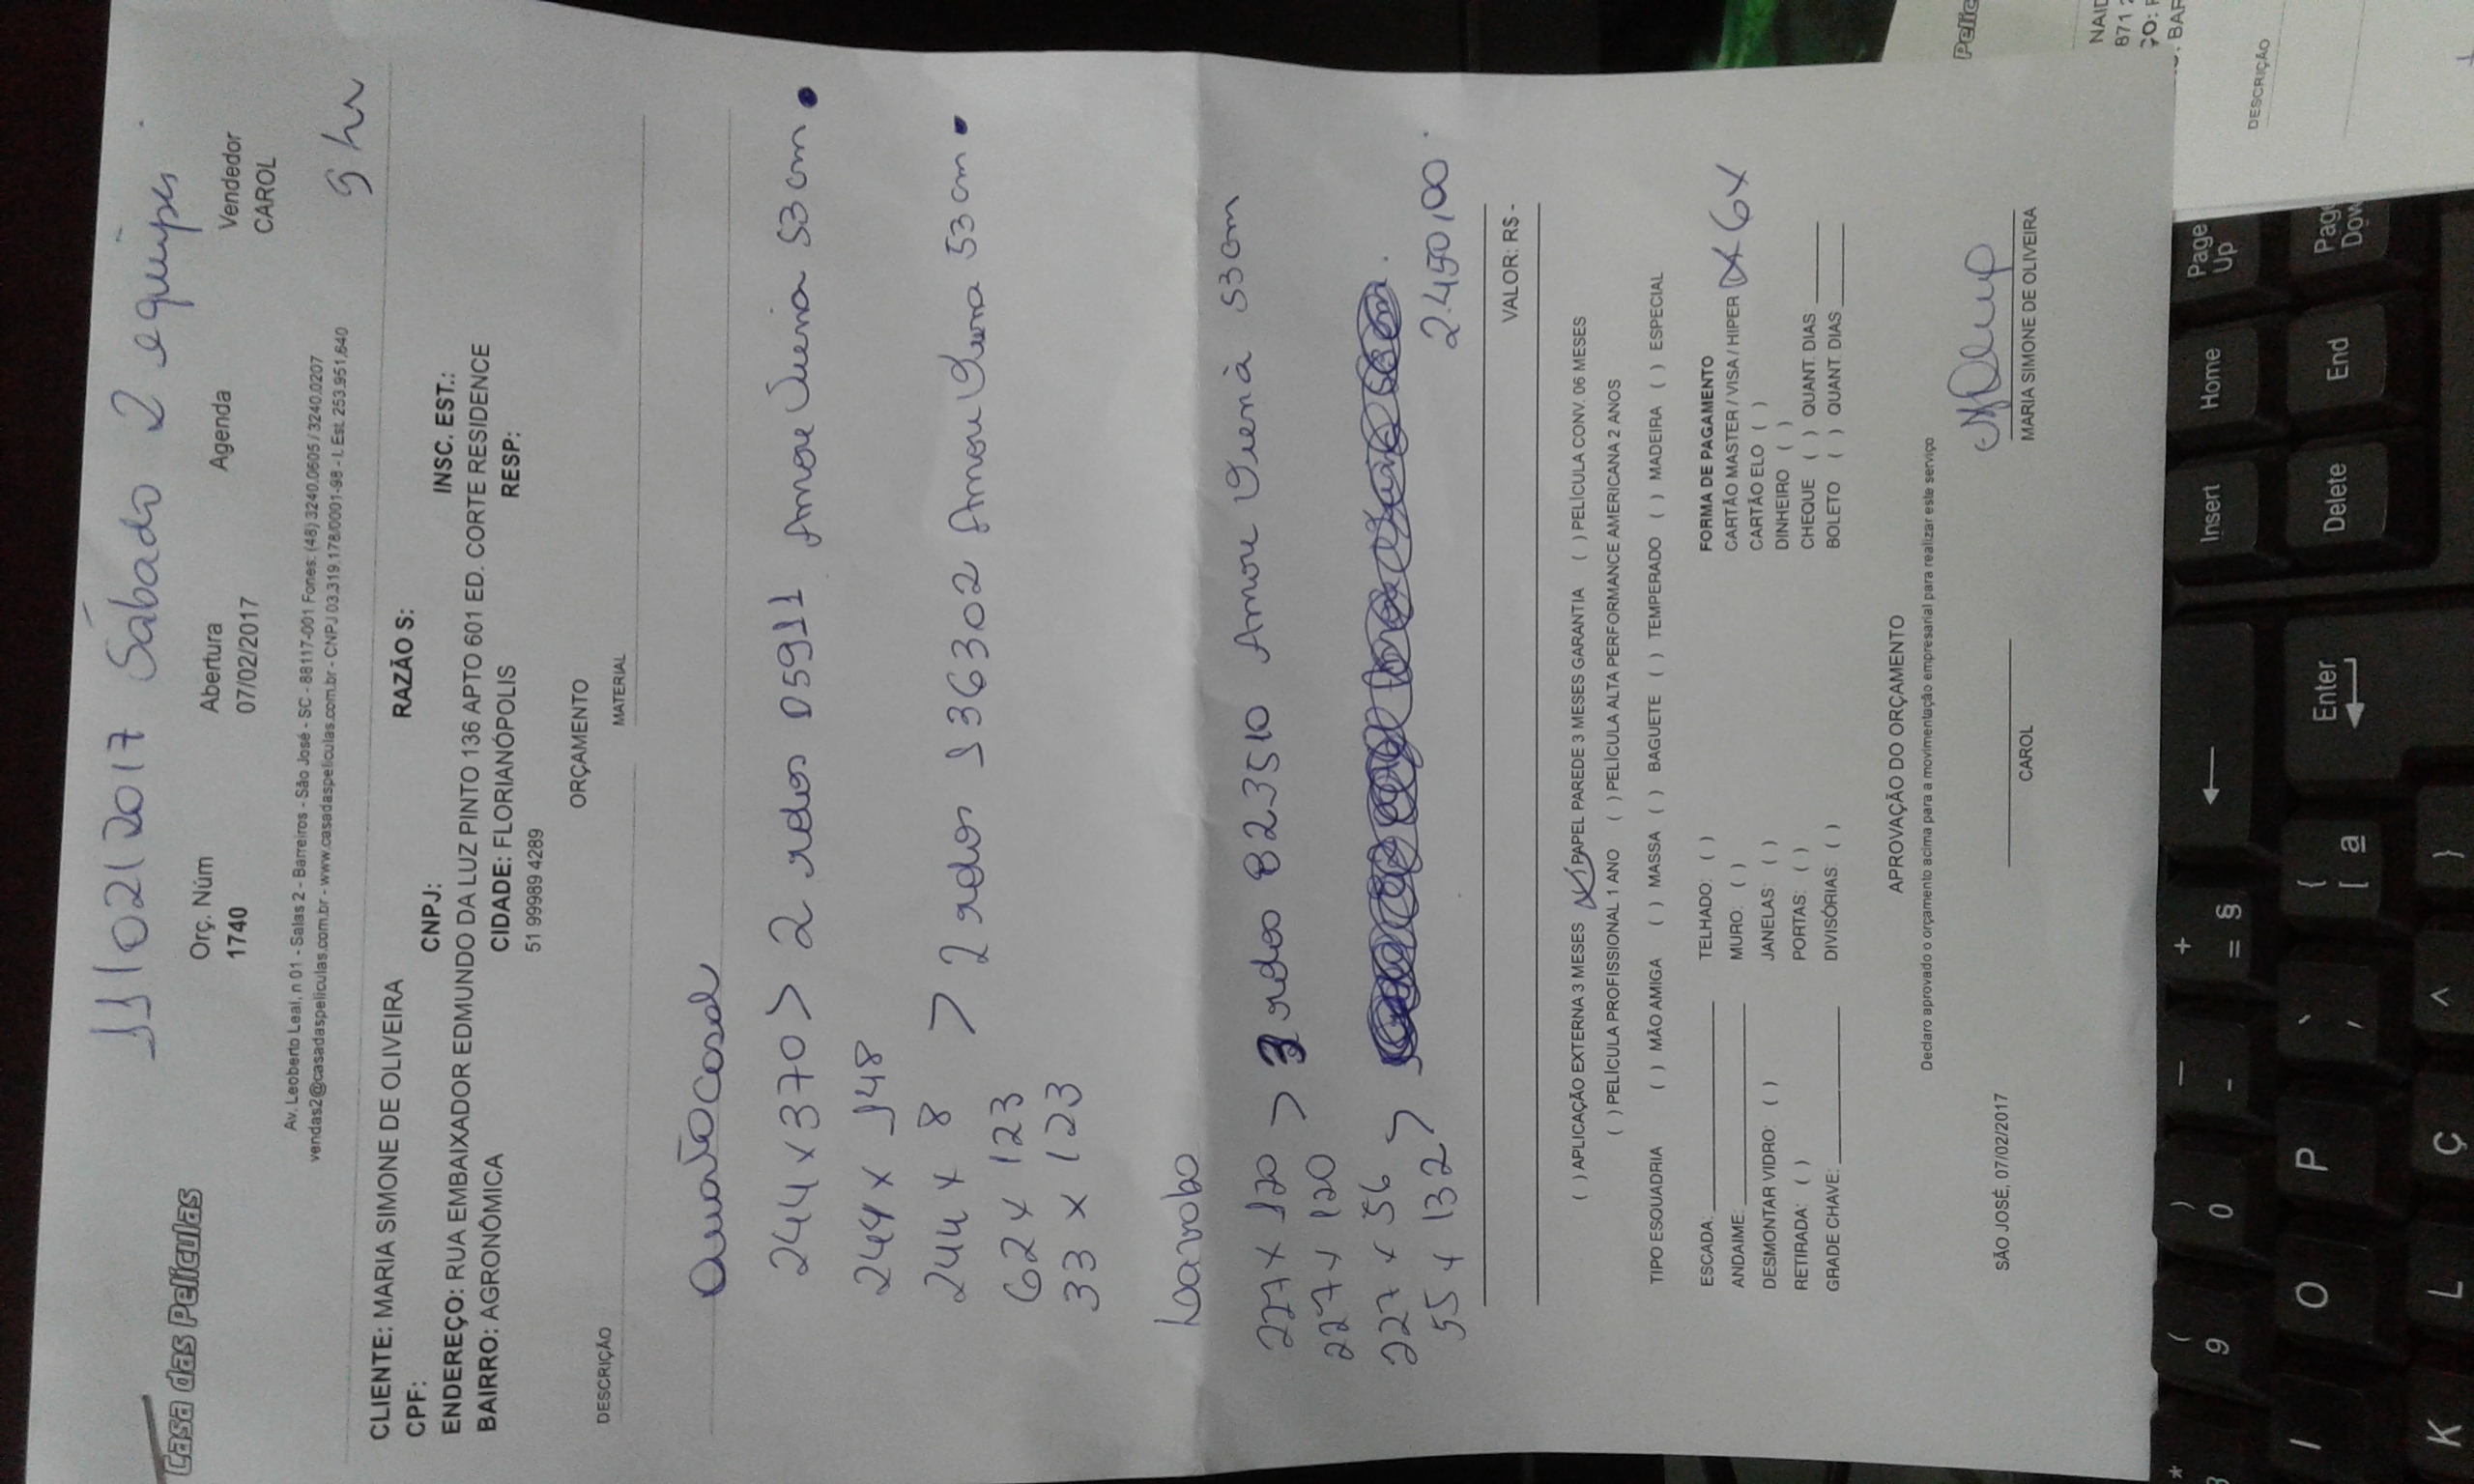 11/02/2017 Sábado 2 equipes
Casa das Películas
Orç. Núm
1740
Abertura
07/02/2017
Agenda
Vendedor
CAROL
Av. Leoberto Leal, n 01 - Salas 2 - Barreiros - São José - SC - 88117-001 Fones: (48) 3240.0605 / 3240.0207
vendas2@casadaspeliculas.com.br - www.casadaspeliculas.com.br - CNPJ 03.319.178/0001-98 - I. Est. 253.951.640
9 hr
CLIENTE: MARIA SIMONE DE OLIVEIRA
RAZÃO S:
CPF:
CNPJ:
INSC. EST.:
ENDEREÇO: RUA EMBAIXADOR EDMUNDO DA LUZ PINTO 136 APTO 601 ED. CORTE RESIDENCE
BAIRRO: AGRONÔMICA
CIDADE: FLORIANÓPOLIS
RESP:
51 99989 4289
ORÇAMENTO
DESCRIÇÃO
MATERIAL
Quarto Casal
244 x 370 > 2 rolos 05911 53 cm
244 x 148
244 x 8 > 2 rolos 136302 53 cm
62 x 123
33 x 123
Lavabo
227 x 120 > 3 rolos 823510 53 cm
227 x 120
227 x 56
55 x 132
2.450,00
VALOR: R$ -
( ) APLICAÇÃO EXTERNA 3 MESES (X) PAPEL PAREDE 3 MESES GARANTIA ( ) PELÍCULA CONV. 06 MESES
( ) PELÍCULA PROFISSIONAL 1 ANO ( ) PELÍCULA ALTA PERFORMANCE AMERICANA 2 ANOS
TIPO ESQUADRIA ( ) MÃO AMIGA ( ) MASSA ( ) BAGUETE ( ) TEMPERADO ( ) MADEIRA ( ) ESPECIAL
ESCADA:
TELHADO: ( )
FORMA DE PAGAMENTO
ANDAIME:
MURO: ( )
CARTÃO MASTER / VISA / HIPER (X) 6x
DESMONTAR VIDRO: ( )
JANELAS: ( )
CARTÃO ELO ( )
RETIRADA: ( )
PORTAS: ( )
DINHEIRO ( )
GRADE CHAVE:
DIVISÓRIAS: ( )
CHEQUE ( ) QUANT. DIAS
BOLETO ( ) QUANT. DIAS
APROVAÇÃO DO ORÇAMENTO
Declaro aprovado o orçamento acima para a movimentação empresarial para realizar este serviço
SÃO JOSÉ, 07/02/2017
CAROL
MARIA SIMONE DE OLIVEIRA
Pelic
NAID
DESCRIÇÃO
Insert
Home
Page Up
Delete
End
Page Dow
Enter
9
0
I
O
P
K
L
Ç